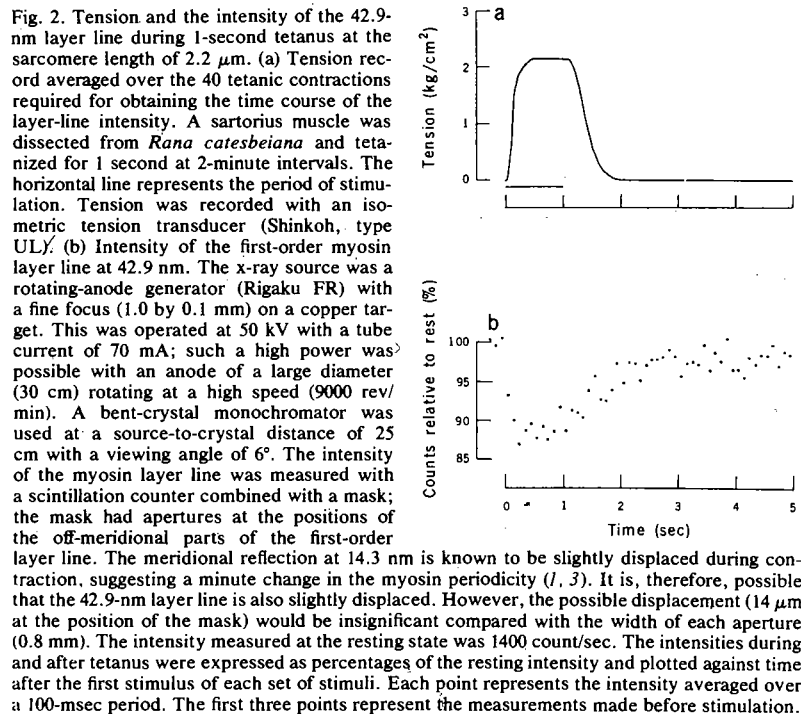 Fig. 2. Tension and the intensity of the 42.9-
nm layer line during 1-second tetanus at the
sarcomere length of 2.2 μm. (a) Tension rec-
ord averaged over the 40 tetanic contractions
required for obtaining the time course of the
layer-line intensity. A sartorius muscle was
dissected from Rana catesbeiana and teta-
nized for 1 second at 2-minute intervals. The
horizontal line represents the period of stimu-
lation. Tension was recorded with an iso-
metric tension transducer (Shinkoh, type
UL). (b) Intensity of the first-order myosin
layer line at 42.9 nm. The x-ray source was a
rotating-anode generator (Rigaku FR) with
a fine focus (1.0 by 0.1 mm) on a copper tar-
get. This was operated at 50 kV with a tube
current of 70 mA; such a high power was
possible with an anode of a large diameter
(30 cm) rotating at a high speed (9000 rev/
min). A bent-crystal monochromator was
used at a source-to-crystal distance of 25
cm with a viewing angle of 6°. The intensity
of the myosin layer line was measured with
a scintillation counter combined with a mask;
the mask had apertures at the positions of
the off-meridional parts of the first-order
layer line. The meridional reflection at 14.3 nm is known to be slightly displaced during con-
traction, suggesting a minute change in the myosin periodicity (1, 3). It is, therefore, possible
that the 42.9-nm layer line is also slightly displaced. However, the possible displacement (14 μm
at the position of the mask) would be insignificant compared with the width of each aperture
(0.8 mm). The intensity measured at the resting state was 1400 count/sec. The intensities during
and after tetanus were expressed as percentages of the resting intensity and plotted against time
after the first stimulus of each set of stimuli. Each point represents the intensity averaged over
a 100-msec period. The first three points represent the measurements made before stimulation.
a
Tension (kg/cm²)
3
2
1
0
b
Counts relative to rest (%)
100
95
90
85
0 1 2 3 4 5
Time (sec)